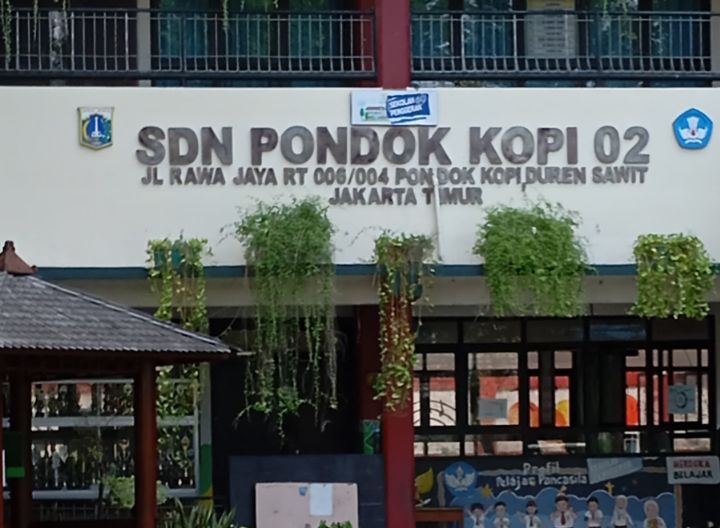 SEKOLAH
PENGGERAK
SDN PONDOK KOPI 02
JL RAWA JAYA RT 006/004 PONDOK KOPI DUREN SAWIT
JAKARTA TIMUR
Profil
Pelajar Pancasila
MERDEKA
BELAJAR